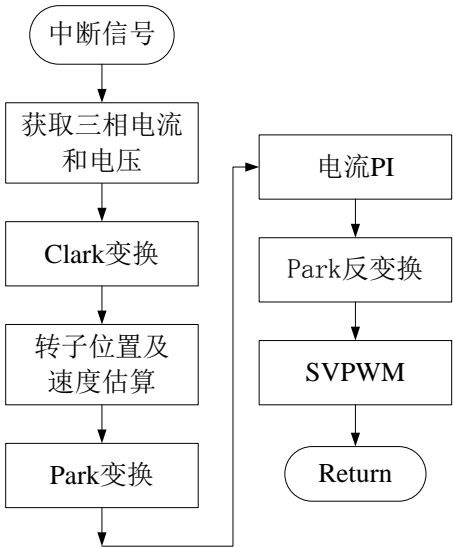 中断信号
获取三相电流
和电压
Clark变换
转子位置及
速度估算
Park变换
电流PI
Park反变换
SVPWM
Return